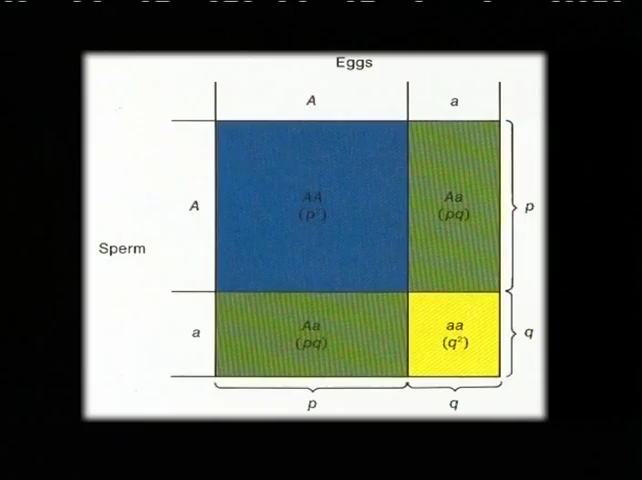 Eggs
A a
A
AA
(p²)
Aa
(pq)
p
Sperm
a
Aa
(pq)
aa
(q²)
q
p q